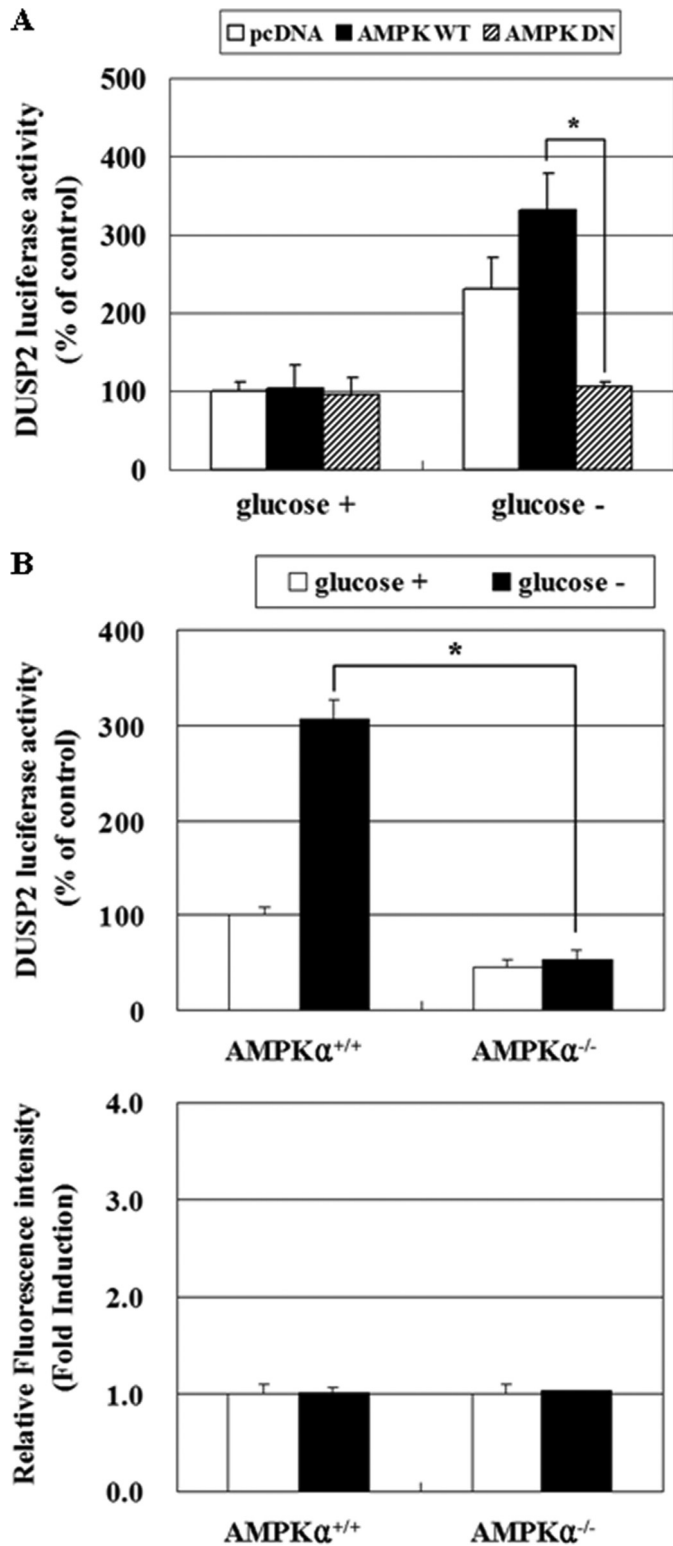 A
pcDNA AMPK WT AMPK DN
DUSP2 luciferase activity
(% of control)
500
400
300
200
100
0
*
glucose + glucose -
B
glucose + glucose -
DUSP2 luciferase activity
(% of control)
400
300
200
100
0
*
AMPKα+/+ AMPKα-/-
Relative Fluorescence intensity
(Fold Induction)
4.0
3.0
2.0
1.0
0.0
AMPKα+/+ AMPKα-/-